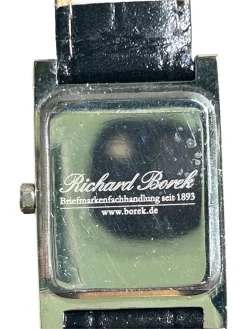 Richard Borek
Briefmarkenfachhandlung seit 1893
www.borek.de